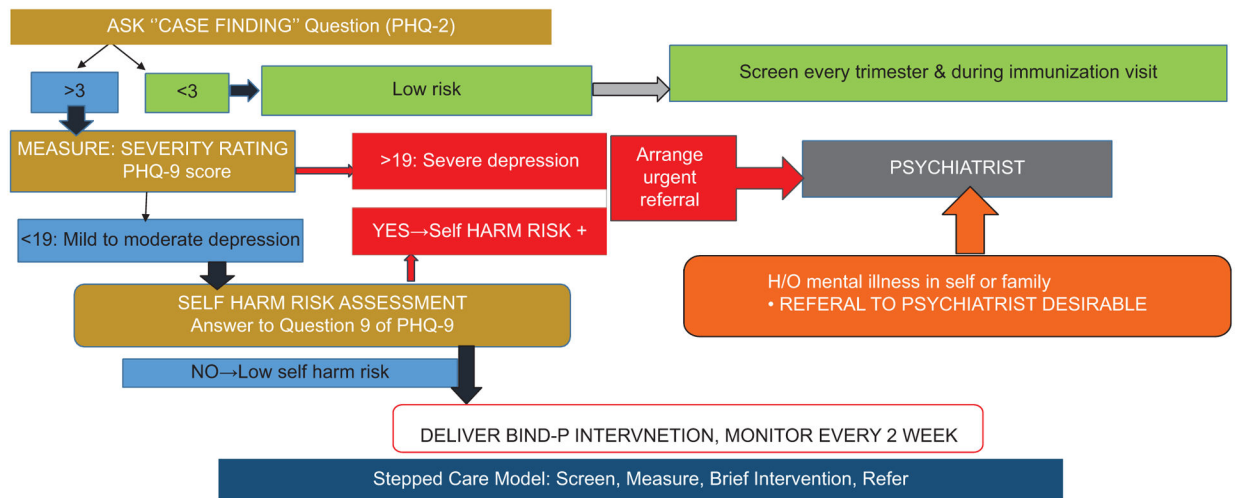 ASK ‘‘CASE FINDING’’ Question (PHQ-2)
>3
<3
Low risk
Screen every trimester & during immunization visit
MEASURE: SEVERITY RATING
PHQ-9 score
>19: Severe depression
Arrange
urgent
referral
PSYCHIATRIST
<19: Mild to moderate depression
YES→Self HARM RISK +
SELF HARM RISK ASSESSMENT
Answer to Question 9 of PHQ-9
H/O mental illness in self or family
• REFERAL TO PSYCHIATRIST DESIRABLE
NO→Low self harm risk
DELIVER BIND-P INTERVNETION, MONITOR EVERY 2 WEEK
Stepped Care Model: Screen, Measure, Brief Intervention, Refer